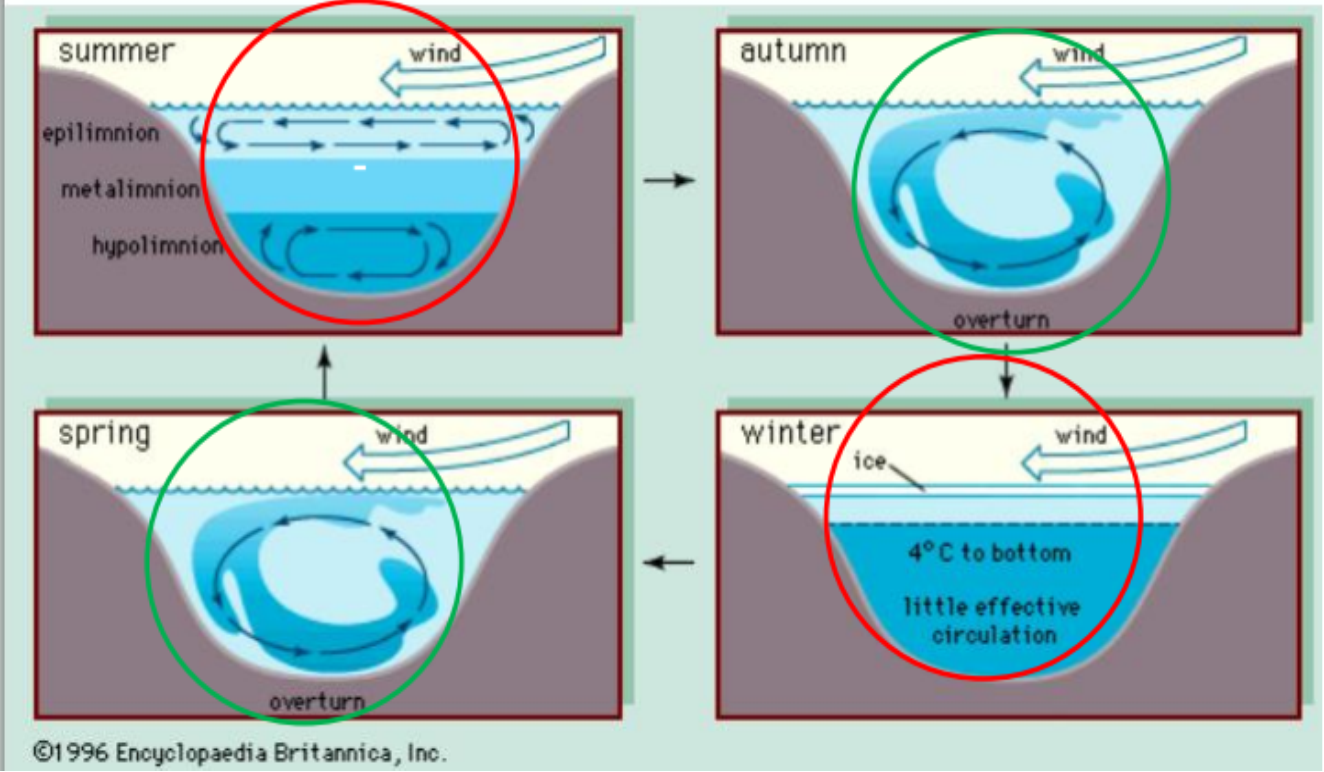 summer
wind
epilimnion
metalimnion
hypolimnion
autumn
wind
overturn
spring
wind
overturn
winter
wind
ice
4° C to bottom
little effective
circulation
©1996 Encyclopaedia Britannica, Inc.